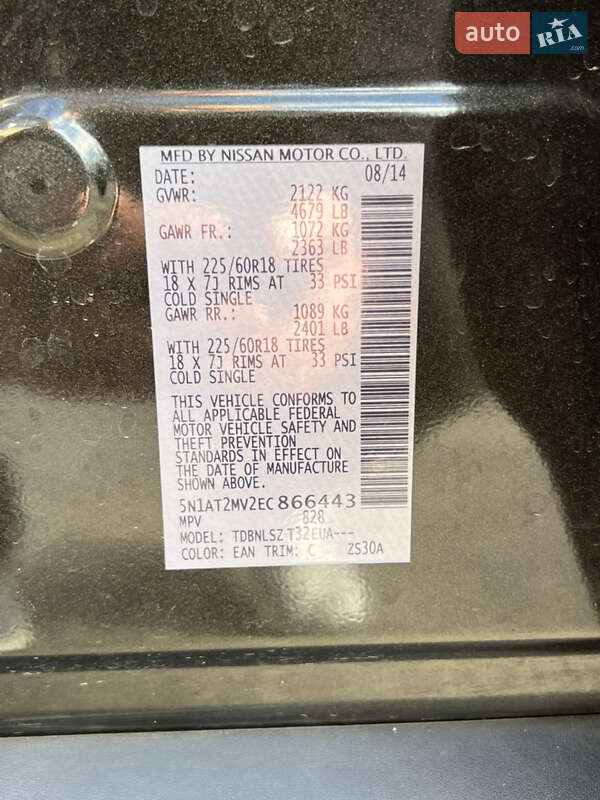 auto RIA .com
MFD BY NISSAN MOTOR CO., LTD.
DATE: 08/14
GVWR: 2122 KG
4679 LB
GAWR FR.: 1072 KG
2363 LB
WITH 225/60R18 TIRES
18 X 7J RIMS AT 33 PSI
COLD SINGLE
GAWR RR.: 1089 KG
2401 LB
WITH 225/60R18 TIRES
18 X 7J RIMS AT 33 PSI
COLD SINGLE
THIS VEHICLE CONFORMS TO
ALL APPLICABLE FEDERAL
MOTOR VEHICLE SAFETY AND
THEFT PREVENTION
STANDARDS IN EFFECT ON
THE DATE OF MANUFACTURE
SHOWN ABOVE.
5N1AT2MV2EC866443
MPV 828
MODEL: TDBNLSZ T32EUA---
COLOR: EAN TRIM: C ZS30A